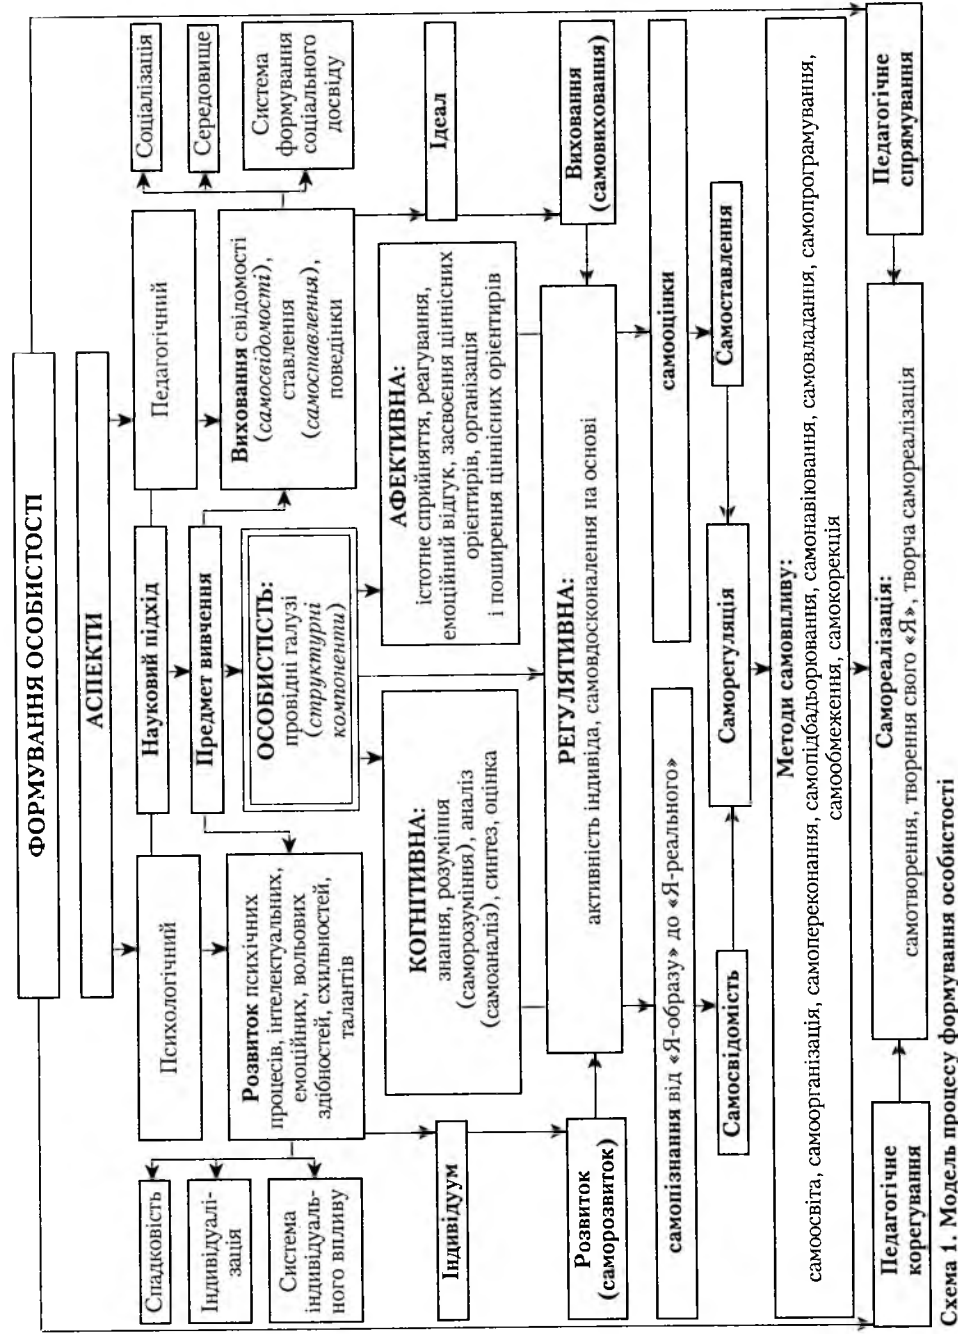 ФОРМУВАННЯ ОСОБИСТОСТІ
АСПЕКТИ
Психологічний
Науковий підхід
Педагогічний
Предмет вивчення
Спадковість
Індивідуалі-
зація
Система
індивідуаль-
ного впливу
Розвиток психічних
процесів, інтелектуальних,
емоційних, вольових
здібностей, схильностей,
талантів
ОСОБИСТІСТЬ:
провідні галузі
(структурні
компоненти)
Виховання свідомості
(самосвідомості),
ставлення
(самоставлення),
поведінки
Соціалізація
Середовище
Система
формування
соціального
досвіду
Індивідуум
КОГНІТИВНА:
знання, розуміння
(саморозуміння), аналіз
(самоаналіз), синтез, оцінка
АФЕКТИВНА:
істотне сприйняття, реагування,
емоційний відгук, засвоєння ціннісних
орієнтирів, організація
і поширення ціннісних орієнтирів
Ідеал
Розвиток
(саморозвиток)
РЕГУЛЯТИВНА:
активність індивіда, самовдосконалення на основі
Виховання
(самовиховання)
самопізнання від «Я-образу» до «Я-реального»
самооцінки
Самосвідомість
Саморегуляція
Самоставлення
Методи самовпливу:
самоосвіта, самоорганізація, самопереконання, самопідбадьорювання, самонавіювання, самовладання, самопрограмування,
самообмеження, самокорекція
Педагогічне
корегування
Самореалізація:
самотворення, творення свого «Я», творча самореалізація
Педагогічне
спрямування
Схема 1. Модель процесу формування особистості